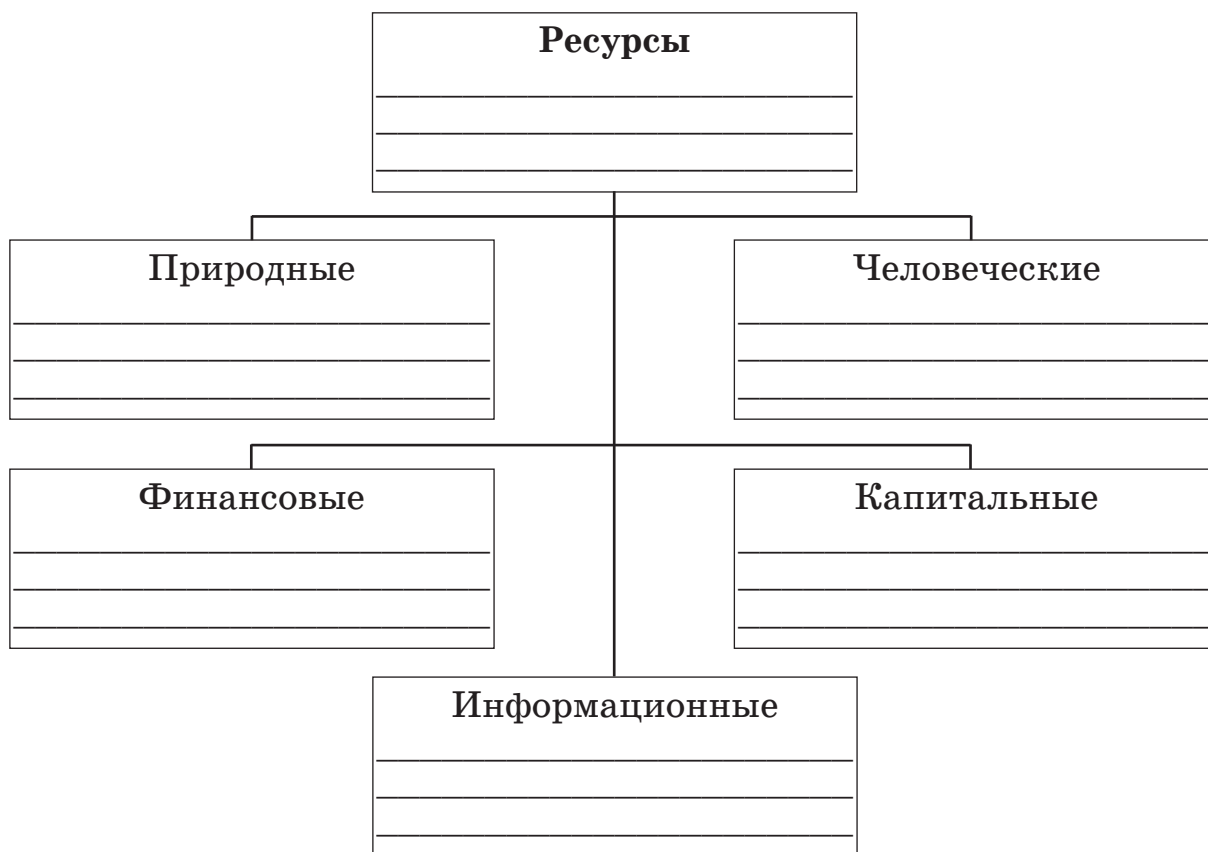 Ресурсы
Природные
Человеческие
Финансовые
Капитальные
Информационные